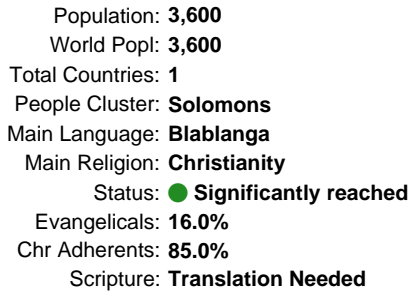 Population: 3,600
World Popl: 3,600
Total Countries: 1
People Cluster: Solomons
Main Language: Blablanga
Main Religion: Christianity
Status: Significantly reached
Evangelicals: 16.0%
Chr Adherents: 85.0%
Scripture: Translation Needed